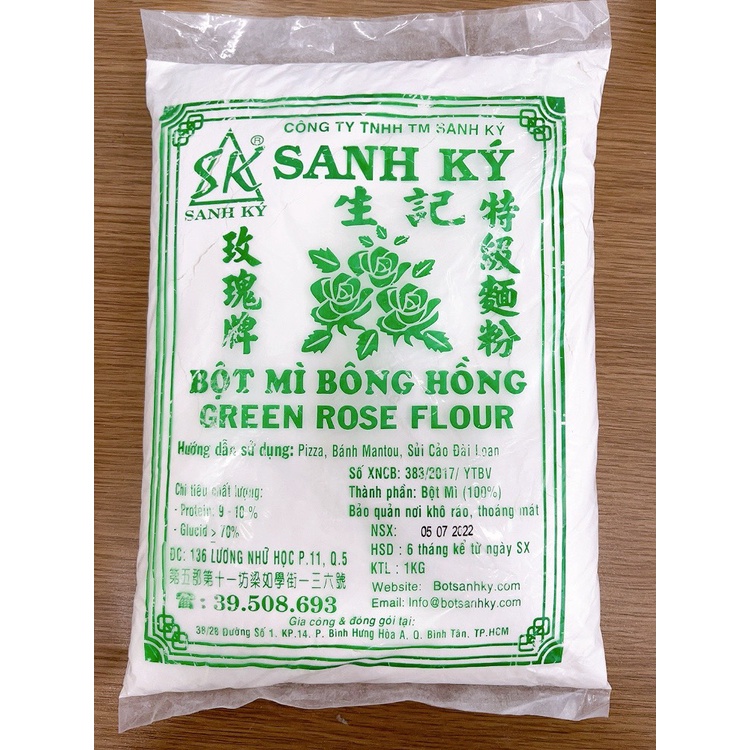 CÔNG TY TNHH TM SANH KÝ
SK®
SANH KÝ
SANH KÝ
生記
玫瑰牌
特級麵粉
BỘT MÌ BÔNG HỒNG
GREEN ROSE FLOUR
Hướng dẫn sử dụng: Pizza, Bánh Mantou, Sủi Cảo Đài Loan
Số XNCB: 383/2017/ YTBV
Chỉ tiêu chất lượng:
- Protein: 9 - 10 %
- Glucid > 70%
Thành phần: Bột Mì (100%)
Bảo quản nơi khô ráo, thoáng mát
NSX: 05 07 2022
HSD : 6 tháng kể từ ngày SX
KTL : 1KG
ĐC: 136 LƯƠNG NHỮ HỌC P.11, Q.5
第五郡第十一坊梁如學街一三六號
☎: 39.508.693
Website: Botsanhky.com
Email: Info@botsanhky.com
Gia công & đóng gói tại:
38/28 Đường Số 1, KP.14, P. Bình Hưng Hòa A, Q. Bình Tân, TP.HCM